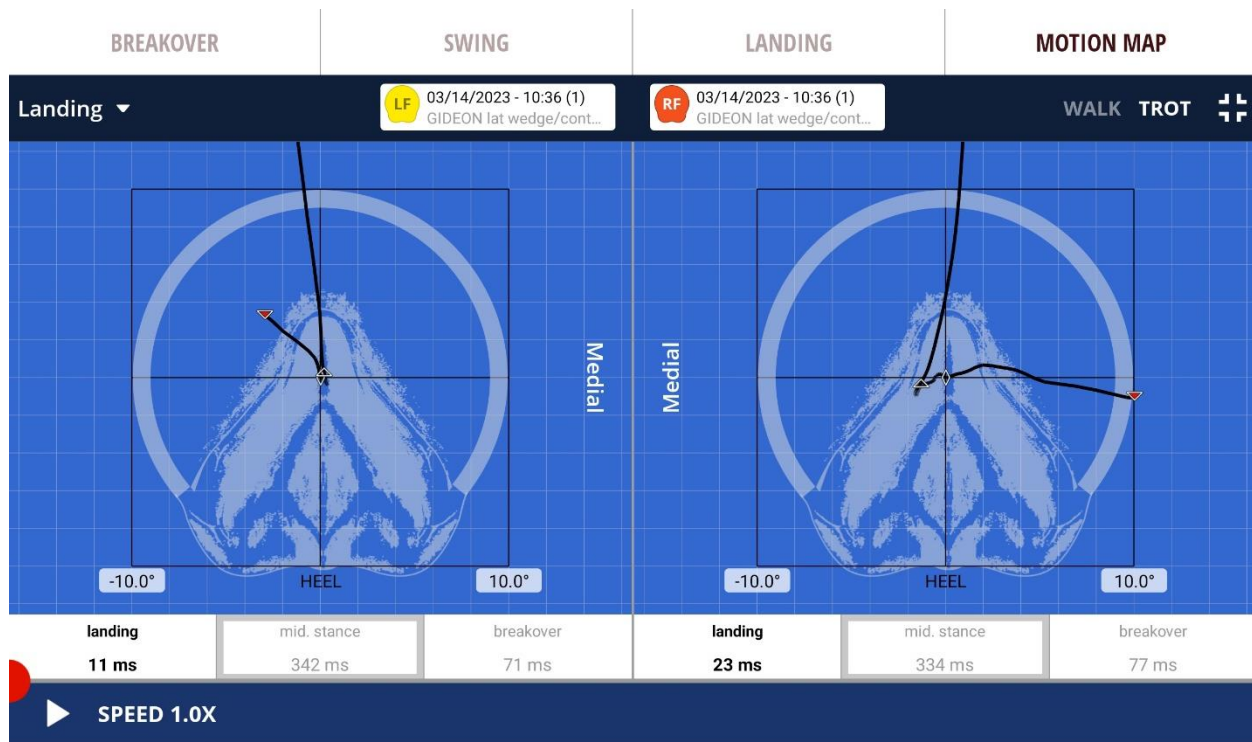 BREAKOVER
SWING
LANDING
MOTION MAP
Landing
LF
03/14/2023 - 10:36 (1)
GIDEON lat wedge/cont...
RF
03/14/2023 - 10:36 (1)
GIDEON lat wedge/cont...
WALK TROT
Medial
Medial
-10.0°
HEEL
10.0°
-10.0°
HEEL
10.0°
landing
11 ms
mid. stance
342 ms
breakover
71 ms
landing
23 ms
mid. stance
334 ms
breakover
77 ms
SPEED 1.0X